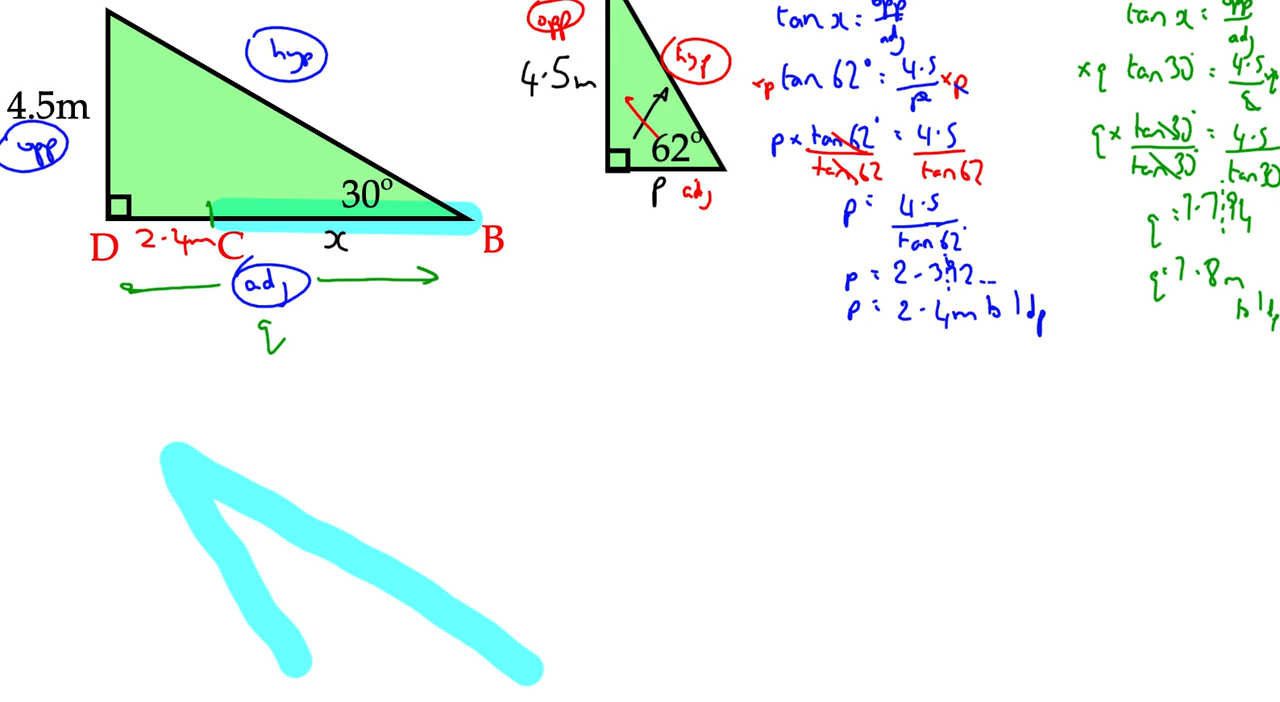 hyp
4.5m
opp
30°
D 2.4m C x B
adj
q
opp
4.5m
hyp
62°
p adj
tan x = opp
adj
×p tan 62° = 4.5 ×p
p
p × tan 62° = 4.5
tan 62 tan 62
p = 4.5
tan 62°
p = 2.392...
p = 2.4m to 1dp
tan x = opp
adj
×q tan 30° = 4.5 ×q
q
q × tan 30° = 4.5
tan 30° tan 30
q = 7.794
q = 7.8m
to 1dp